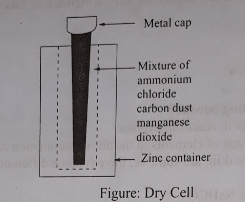 Metal cap
Mixture of
ammonium
chloride
carbon dust
manganese
dioxide
Zinc container
Figure: Dry Cell